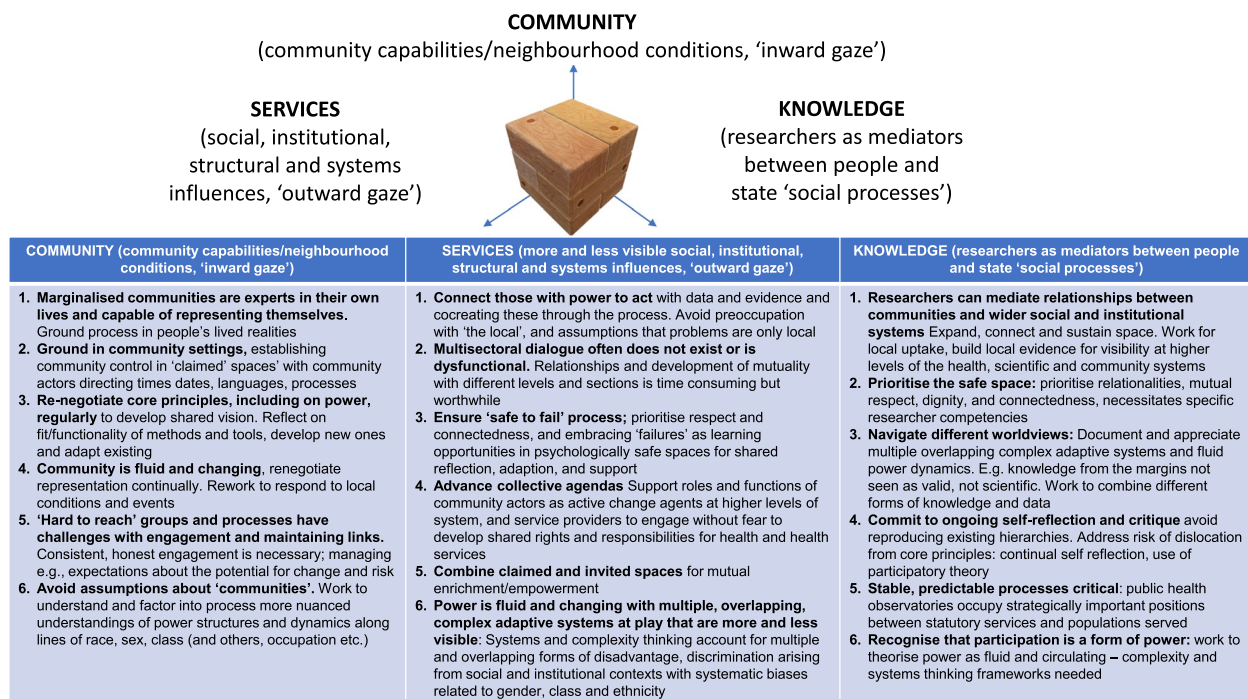 COMMUNITY
(community capabilities/neighbourhood conditions, ‘inward gaze’)
SERVICES
(social, institutional,
structural and systems
influences, ‘outward gaze’)
KNOWLEDGE
(researchers as mediators
between people and
state ‘social processes’)
COMMUNITY (community capabilities/neighbourhood
conditions, ‘inward gaze’)
1. Marginalised communities are experts in their own
lives and capable of representing themselves.
Ground process in people’s lived realities
2. Ground in community settings, establishing
community control in ‘claimed’ spaces’ with community
actors directing times dates, languages, processes
3. Re-negotiate core principles, including on power,
regularly to develop shared vision. Reflect on
fit/functionality of methods and tools, develop new ones
and adapt existing
4. Community is fluid and changing, renegotiate
representation continually. Rework to respond to local
conditions and events
5. ‘Hard to reach’ groups and processes have
challenges with engagement and maintaining links.
Consistent, honest engagement is necessary; managing
e.g., expectations about the potential for change and risk
6. Avoid assumptions about ‘communities’. Work to
understand and factor into process more nuanced
understandings of power structures and dynamics along
lines of race, sex, class (and others, occupation etc.)
SERVICES (more and less visible social, institutional,
structural and systems influences, ‘outward gaze’)
1. Connect those with power to act with data and evidence and
cocreating these through the process. Avoid preoccupation
with ‘the local’, and assumptions that problems are only local
2. Multisectoral dialogue often does not exist or is
dysfunctional. Relationships and development of mutuality
with different levels and sections is time consuming but
worthwhile
3. Ensure ‘safe to fail’ process; prioritise respect and
connectedness, and embracing ‘failures’ as learning
opportunities in psychologically safe spaces for shared
reflection, adaption, and support
4. Advance collective agendas Support roles and functions of
community actors as active change agents at higher levels of
system, and service providers to engage without fear to
develop shared rights and responsibilities for health and health
services
5. Combine claimed and invited spaces for mutual
enrichment/empowerment
6. Power is fluid and changing with multiple, overlapping,
complex adaptive systems at play that are more and less
visible: Systems and complexity thinking account for multiple
and overlapping forms of disadvantage, discrimination arising
from social and institutional contexts with systematic biases
related to gender, class and ethnicity
KNOWLEDGE (researchers as mediators between people
and state ‘social processes’)
1. Researchers can mediate relationships between
communities and wider social and institutional
systems Expand, connect and sustain space. Work for
local uptake, build local evidence for visibility at higher
levels of the health, scientific and community systems
2. Prioritise the safe space: prioritise relationalities, mutual
respect, dignity, and connectedness, necessitates specific
researcher competencies
3. Navigate different worldviews: Document and appreciate
multiple overlapping complex adaptive systems and fluid
power dynamics. E.g. knowledge from the margins not
seen as valid, not scientific. Work to combine different
forms of knowledge and data
4. Commit to ongoing self-reflection and critique avoid
reproducing existing hierarchies. Address risk of dislocation
from core principles: continual self reflection, use of
participatory theory
5. Stable, predictable processes critical: public health
observatories occupy strategically important positions
between statutory services and populations served
6. Recognise that participation is a form of power: work to
theorise power as fluid and circulating – complexity and
systems thinking frameworks needed